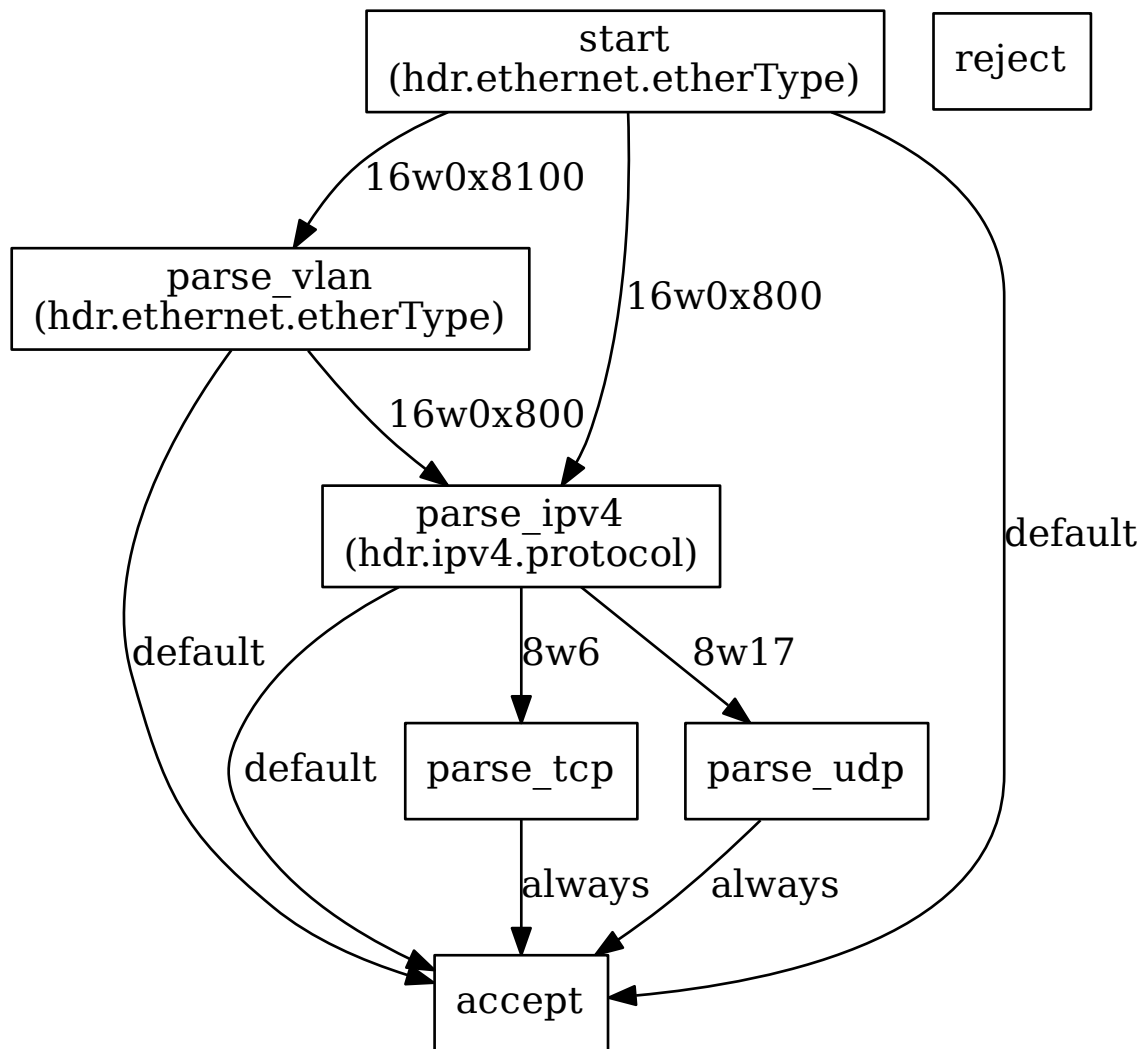 start
(hdr.ethernet.etherType)
reject
16w0x8100
parse_vlan
(hdr.ethernet.etherType)
16w0x800
16w0x800
parse_ipv4
(hdr.ipv4.protocol)
default
default
8w6
8w17
default
parse_tcp
parse_udp
always
always
accept